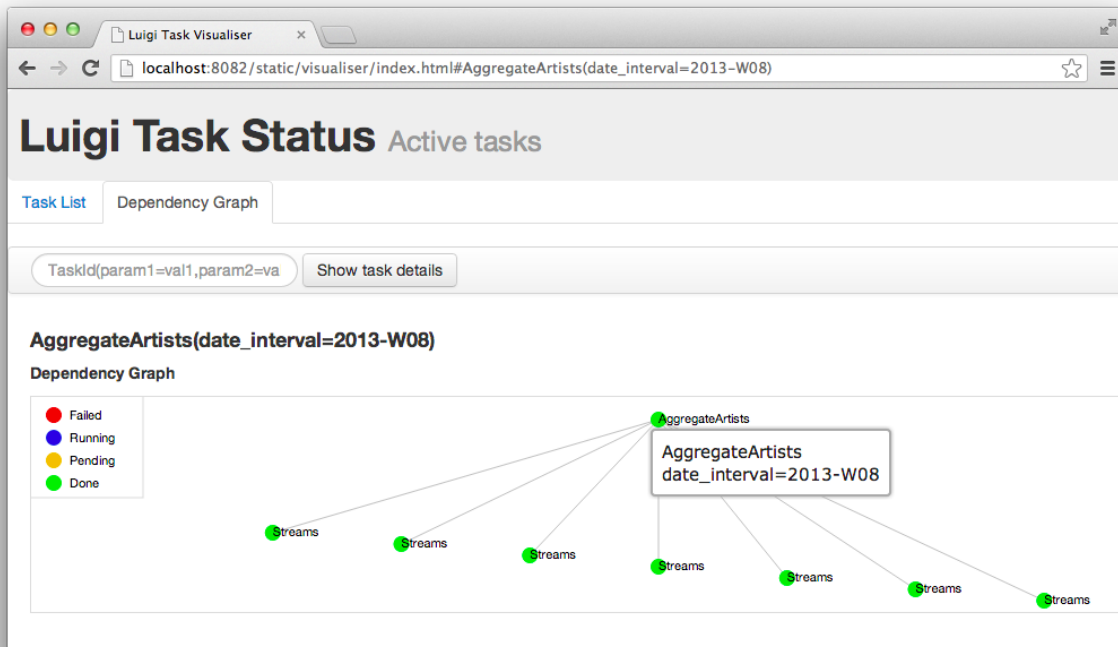 Luigi Task Visualiser
localhost:8082/static/visualiser/index.html#AggregateArtists(date_interval=2013-W08)
Luigi Task Status Active tasks
Task List Dependency Graph
TaskId(param1=val1,param2=va Show task details
AggregateArtists(date_interval=2013-W08)
Dependency Graph
Failed
Running
Pending
Done
AggregateArtists
AggregateArtists
date_interval=2013-W08
Streams
Streams
Streams
Streams
Streams
Streams
Streams